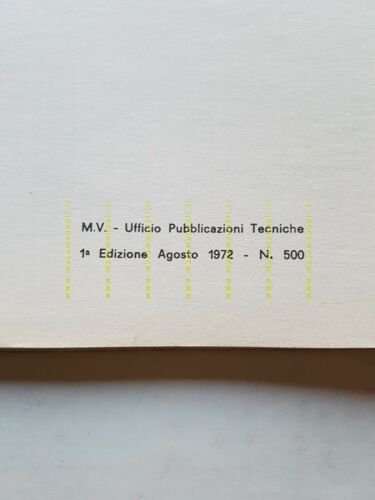 M.V. - Ufficio Pubblicazioni Tecniche
1ª Edizione Agosto 1972 - N. 500